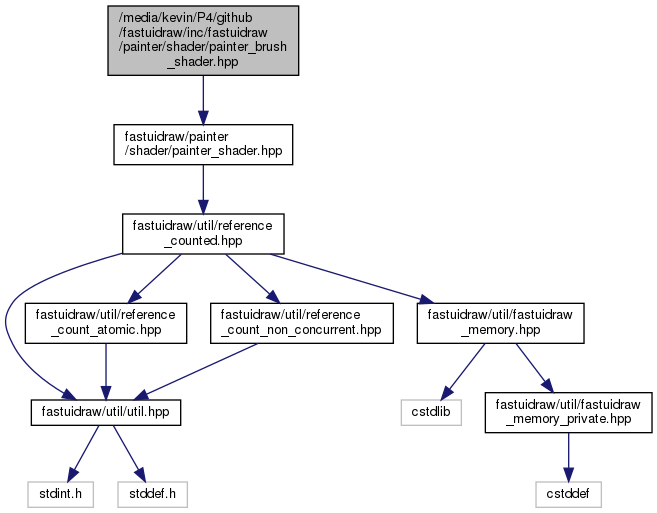 /media/kevin/P4/github
/fastuidraw/inc/fastuidraw
/painter/shader/painter_brush
_shader.hpp
fastuidraw/painter
/shader/painter_shader.hpp
fastuidraw/util/reference
_counted.hpp
fastuidraw/util/reference
_count_atomic.hpp
fastuidraw/util/reference
_count_non_concurrent.hpp
fastuidraw/util/fastuidraw
_memory.hpp
fastuidraw/util/util.hpp
cstdlib
fastuidraw/util/fastuidraw
_memory_private.hpp
stdint.h
stddef.h
cstddef